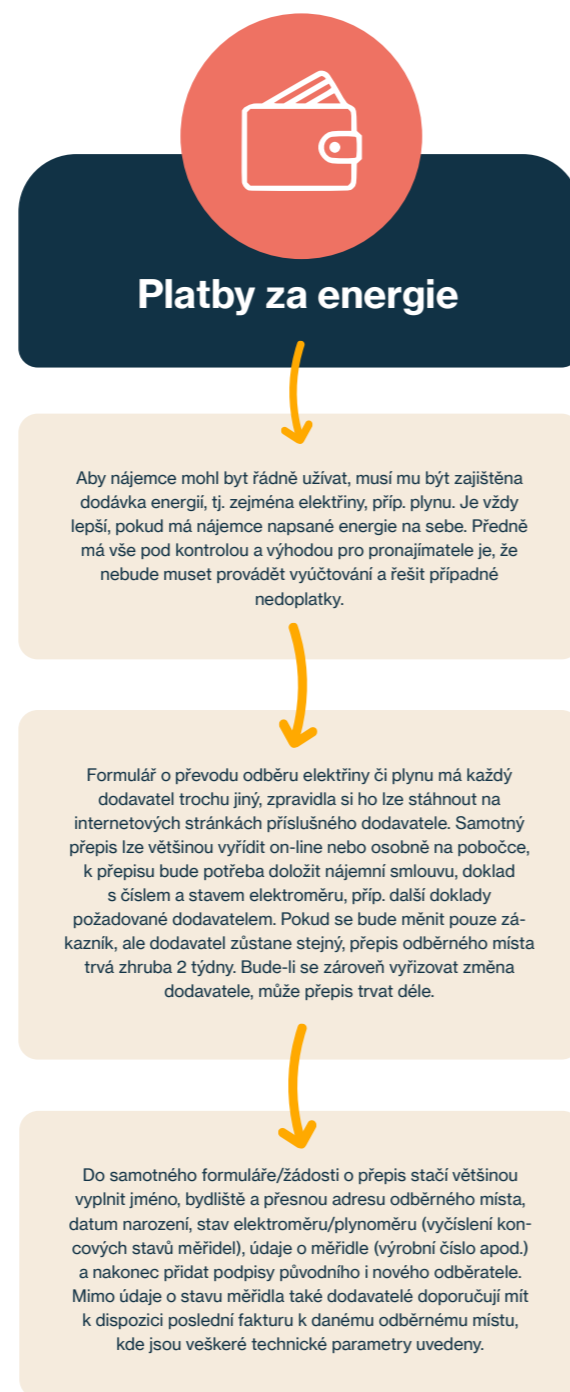 Platby za energie
Aby nájemce mohl byt řádně užívat, musí mu být zajištěna
dodávka energií, tj. zejména elektřiny, příp. plynu. Je vždy
lepší, pokud má nájemce napsané energie na sebe. Předně
má vše pod kontrolou a výhodou pro pronajímatele je, že
nebude muset provádět vyúčtování a řešit případné
nedoplatky.
Formulář o převodu odběru elektřiny či plynu má každý
dodavatel trochu jiný, zpravidla si ho lze stáhnout na
internetových stránkách příslušného dodavatele. Samotný
přepis lze většinou vyřídit on-line nebo osobně na pobočce,
k přepisu bude potřeba doložit nájemní smlouvu, doklad
s číslem a stavem elektroměru, příp. další doklady
požadované dodavatelem. Pokud se bude měnit pouze zá-
kazník, ale dodavatel zůstane stejný, přepis odběrného místa
trvá zhruba 2 týdny. Bude-li se zároveň vyřizovat změna
dodavatele, může přepis trvat déle.
Do samotného formuláře/žádosti o přepis stačí většinou
vyplnit jméno, bydliště a přesnou adresu odběrného místa,
datum narození, stav elektroměru/plynoměru (vyčíslení kon-
cových stavů měřidel), údaje o měřidle (výrobní číslo apod.)
a nakonec přidat podpisy původního i nového odběratele.
Mimo údaje o stavu měřidla také dodavatelé doporučují mít
k dispozici poslední fakturu k danému odběrnému místu,
kde jsou veškeré technické parametry uvedeny.